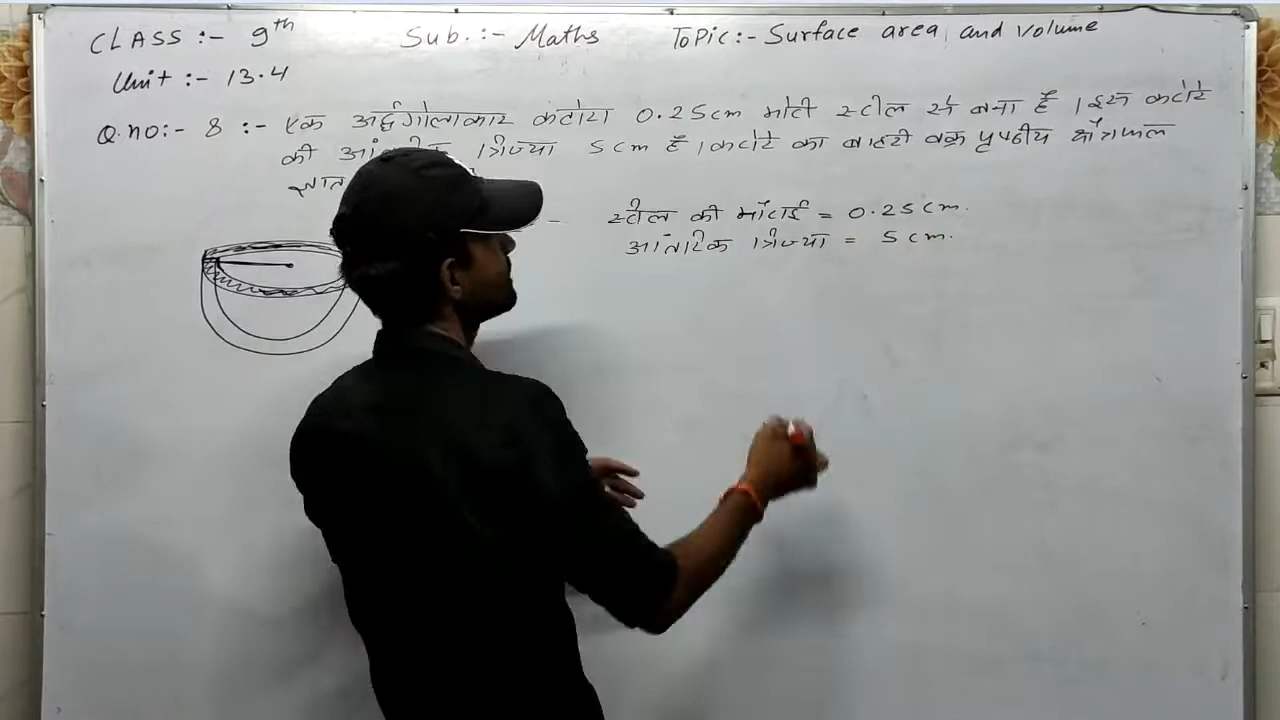 CLASS :- 9th Sub. :- Maths Topic:- Surface area and volume
Unit :- 13.4
Q.no:- 8 :- एक अर्द्धगोलाकार कटोरा 0.25cm मोटी स्टील से बना है । इस कटोरे
की त्रिज्या 5cm है । कटोरे का बाहरी वक्र पृष्ठीय क्षेत्रफल
ज्ञात
स्टील की मोटाई = 0.25cm.
आंतरिक त्रिज्या = 5cm.